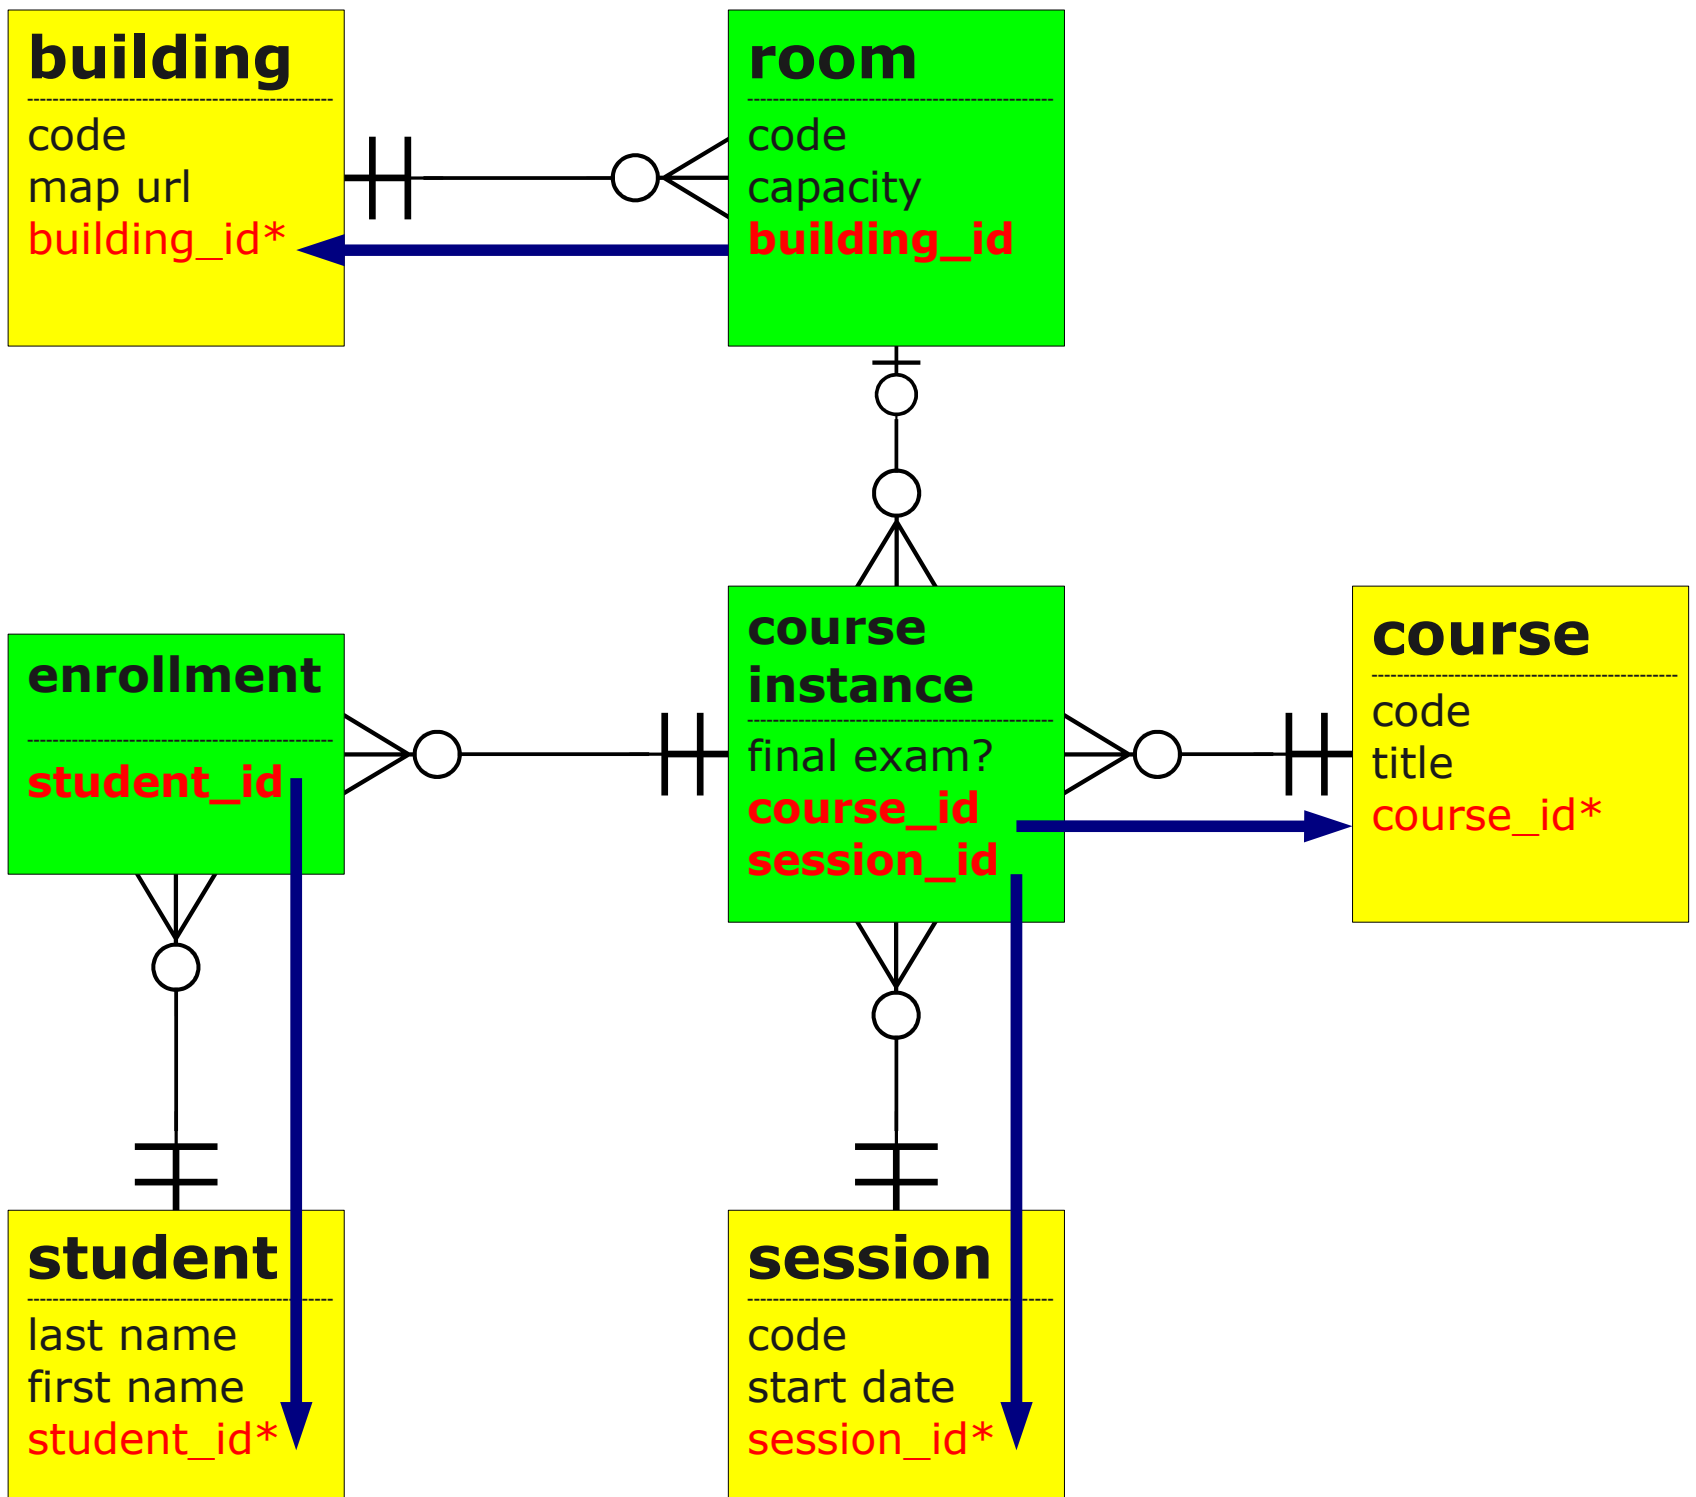 building
code
map url
building_id*
room
code
capacity
building_id
enrollment
student_id
course
instance
final exam?
course_id
session_id
course
code
title
course_id*
student
last name
first name
student_id*
session
code
start date
session_id*